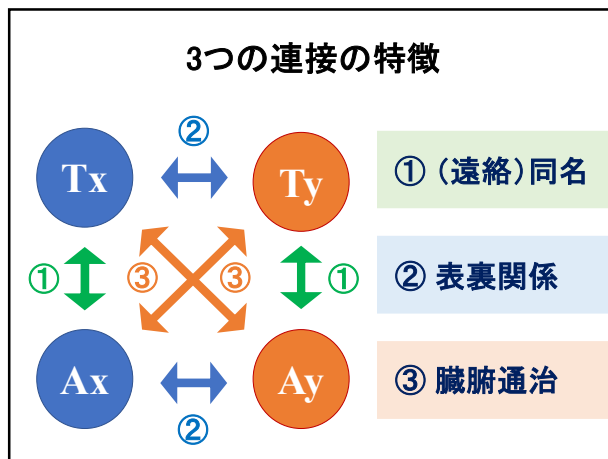 3つの連接の特徴
②
Tx
Ty
① (遠絡)同名
①
③
③
①
② 表裏関係
Ax
Ay
③ 臓腑通治
②